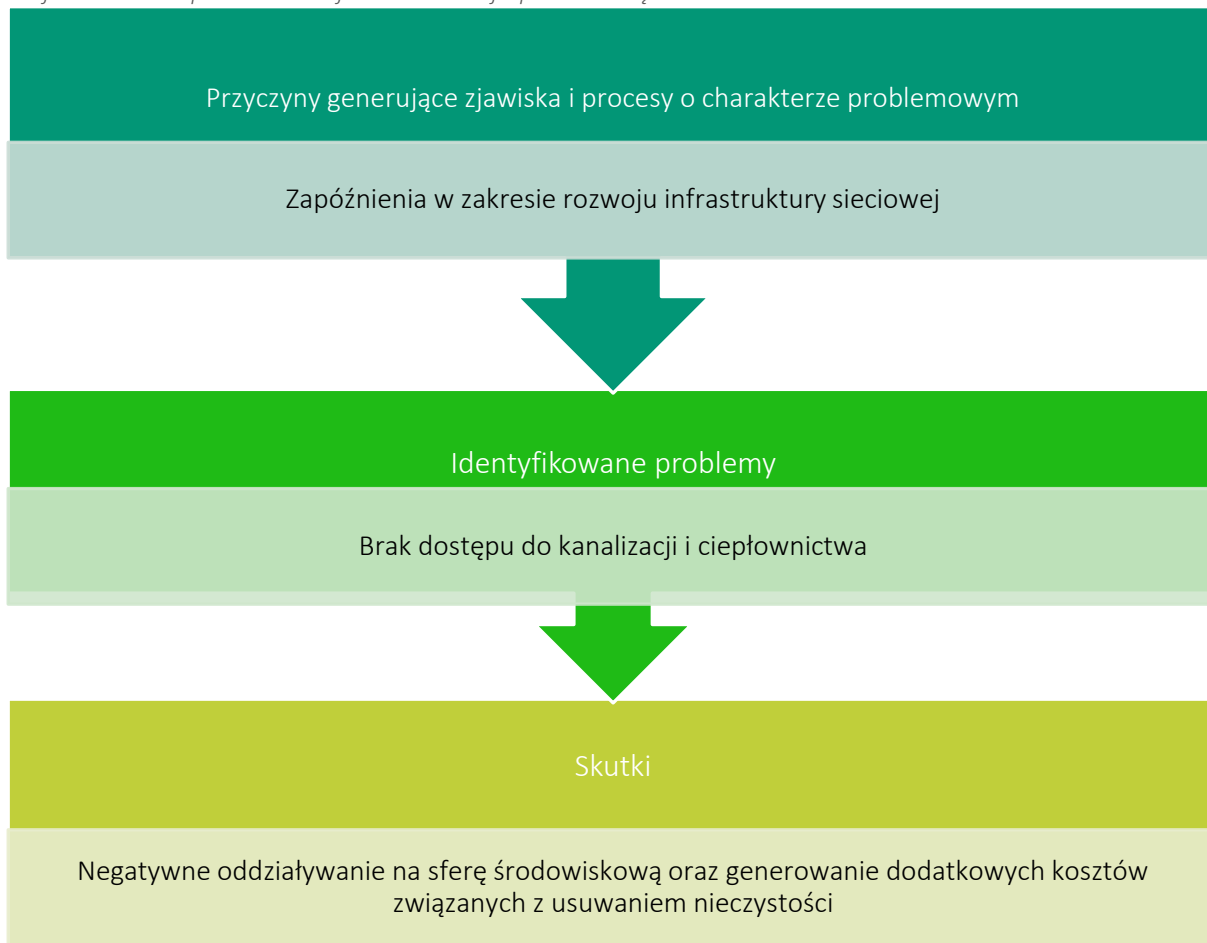 Przyczyny generujące zjawiska i procesy o charakterze problemowym
Zapóźnienia w zakresie rozwoju infrastruktury sieciowej
Identyfikowane problemy
Brak dostępu do kanalizacji i ciepłownictwa
Skutki
Negatywne oddziaływanie na sferę środowiskową oraz generowanie dodatkowych kosztów
związanych z usuwaniem nieczystości